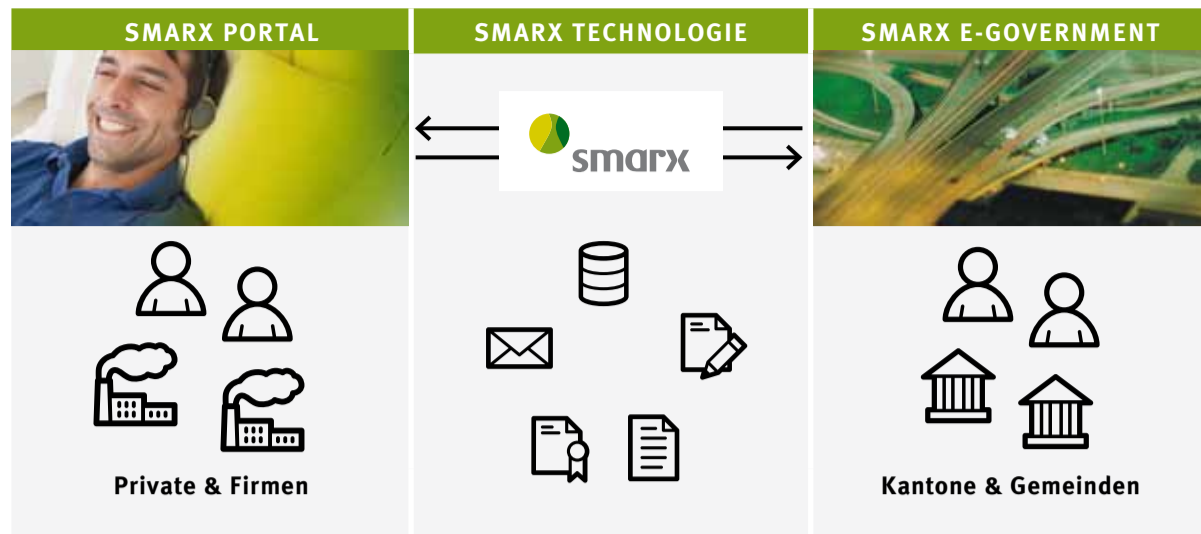 SMARX PORTAL
SMARX TECHNOLOGIE
SMARX E-GOVERNMENT
smarx
Private & Firmen
Kantone & Gemeinden